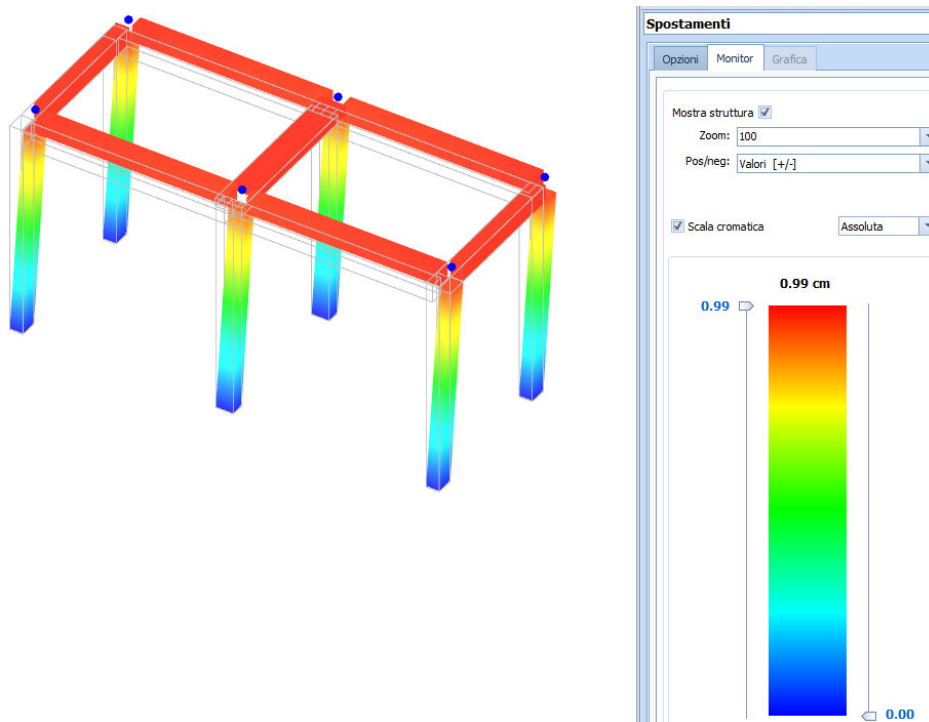 Spostamenti
Opzioni Monitor Grafica
Mostra struttura
Zoom: 100
Pos/neg: Valori [+/-]
Scala cromatica Assoluta
0.99 cm
0.99
0.00